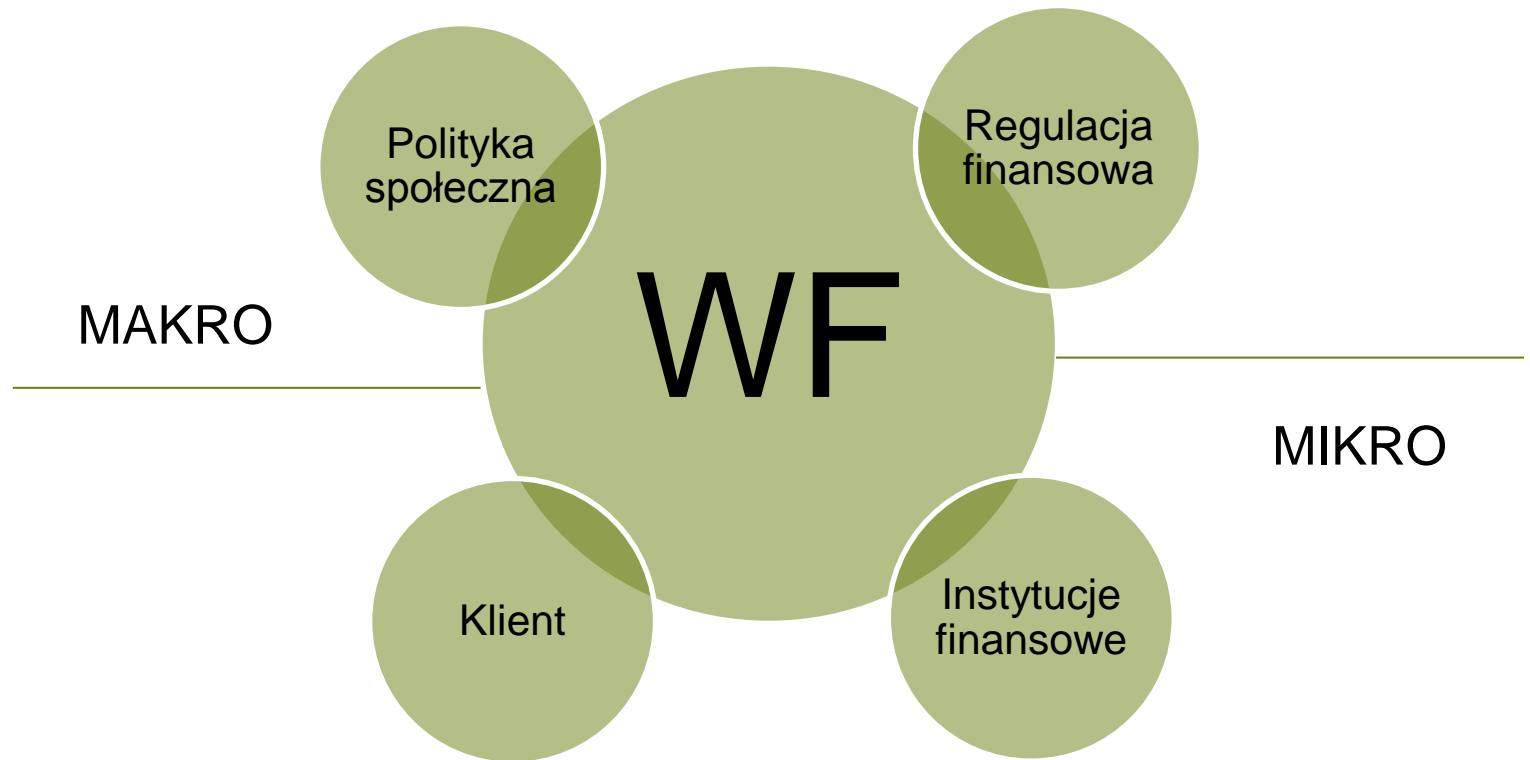 Polityka
społeczna
Regulacja
finansowa
MAKRO
WF
MIKRO
Klient
Instytucje
finansowe